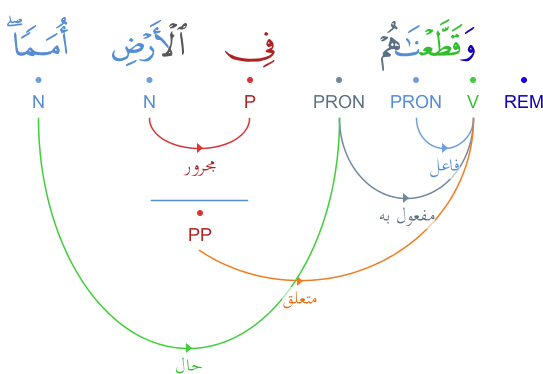 وَقَطَّعْنَٰهُمْ فِى ٱلْأَرْضِ أُمَمًا ۖ
REM V PRON PRON P N N
فاعل
مجرور
مفعول به
PP
متعلق
حال